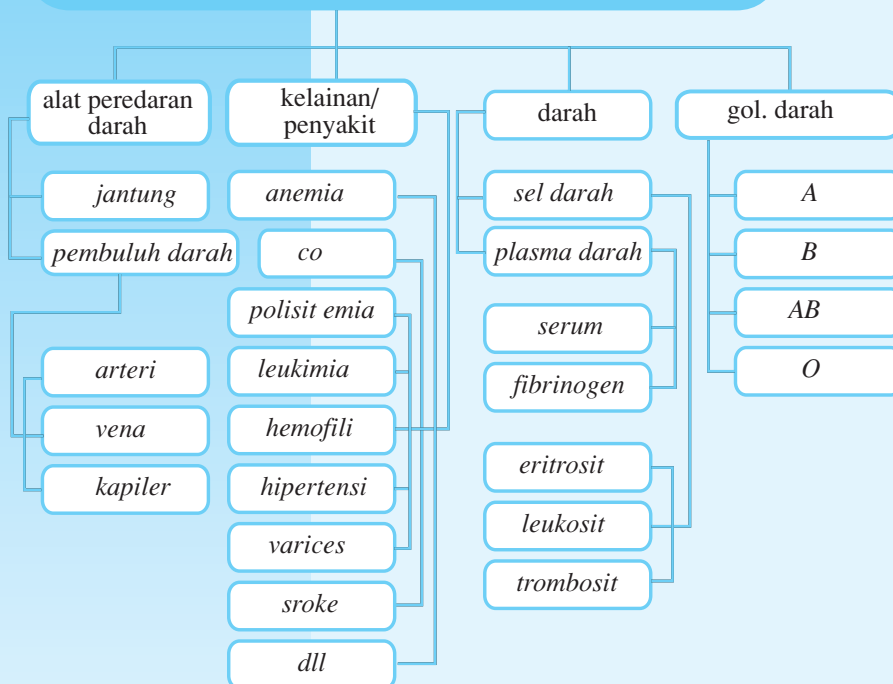 alat peredaran
darah
jantung
pembuluh darah
arteri
vena
kapiler
kelainan/
penyakit
anemia
co
polisit emia
leukimia
hemofili
hipertensi
varices
sroke
dll
darah
sel darah
plasma darah
serum
fibrinogen
eritrosit
leukosit
trombosit
gol. darah
A
B
AB
O